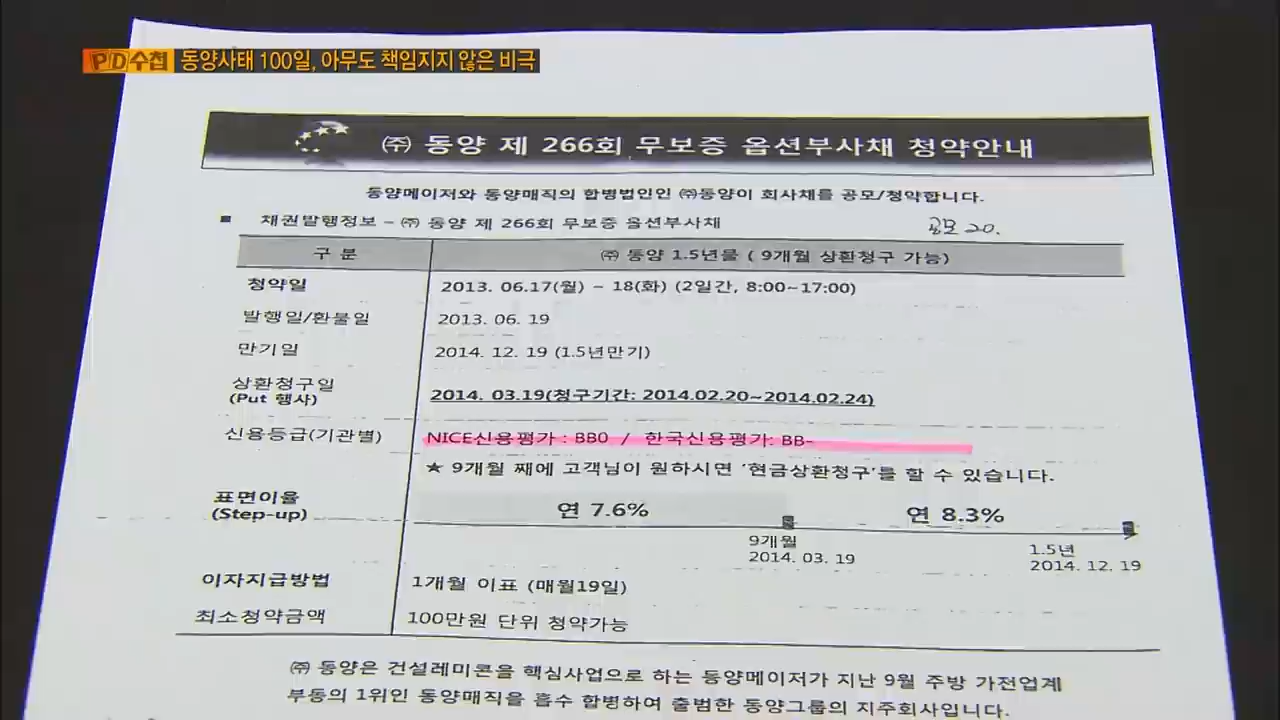 PD수첩 동양사태 100일, 아무도 책임지지 않은 비극
㈜ 동양 제 266회 무보증 옵션부사채 청약안내
동양메이저와 동양매직의 합병법인인 ㈜동양이 회사채를 공모/청약합니다.
■ 채권발행정보 - ㈜ 동양 제 266회 무보증 옵션부사채
공모 20.
구 분 ㈜ 동양 1.5년물 ( 9개월 상환청구 가능)
청약일 2013. 06.17(월) ~ 18(화) (2일간, 8:00~17:00)
발행일/환불일 2013. 06. 19
만기일 2014. 12. 19 (1.5년만기)
상환청구일
(Put 행사) 2014. 03.19(청구기간: 2014.02.20~2014.02.24)
신용등급(기관별) NICE신용평가 : BB0 / 한국신용평가: BB-
★ 9개월 째에 고객님이 원하시면 '현금상환청구'를 할 수 있습니다.
표면이율
(Step-up) 연 7.6% 연 8.3%
9개월 1.5년
2014. 03. 19 2014. 12. 19
이자지급방법 1개월 이표 (매월19일)
최소청약금액 100만원 단위 청약가능
㈜ 동양은 건설레미콘을 핵심사업으로 하는 동양메이저가 지난 9월 주방 가전업계
부동의 1위인 동양매직을 흡수 합병하여 출범한 동양그룹의 지주회사입니다.